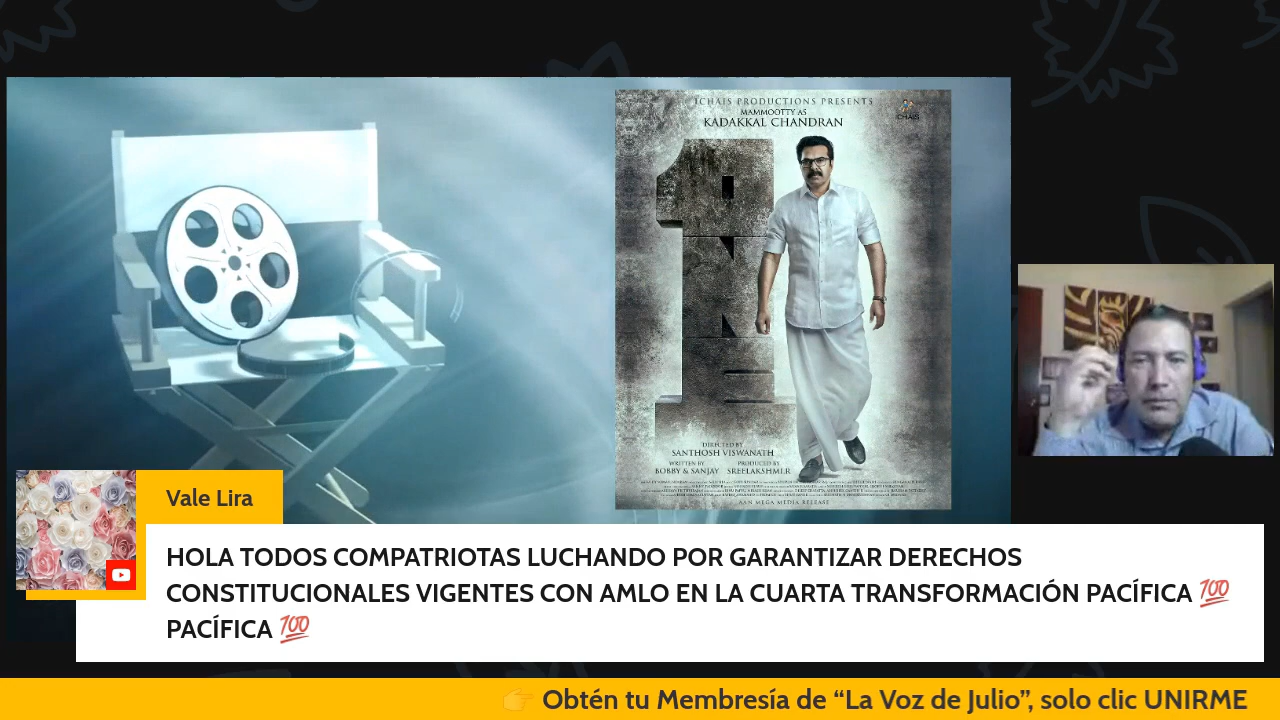 ICHAIS PRODUCTIONS PRESENTS
MAMMOOTTY AS
KADAKKAL CHANDRAN
ICHAIS
ONE
DIRECTED BY
SANTHOSH VISWANATH
WRITTEN BY
BOBBY & SANJAY
PRODUCED BY
SREELAKSHMI.R
AAN MEGA MEDIA RELEASE
Vale Lira
HOLA TODOS COMPATRIOTAS LUCHANDO POR GARANTIZAR DERECHOS
CONSTITUCIONALES VIGENTES CON AMLO EN LA CUARTA TRANSFORMACIÓN PACÍFICA 💯
PACÍFICA 💯
👉 Obtén tu Membresía de “La Voz de Julio”, solo clic UNIRME